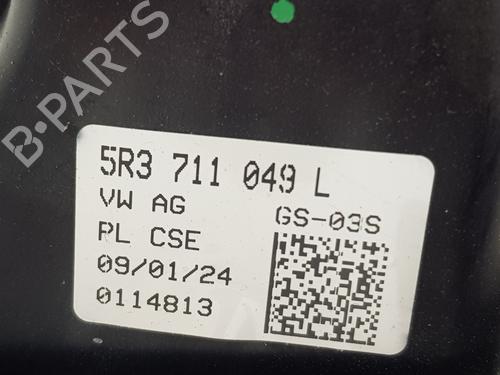 B-PARTS
5R3 711 049 L
VW AG
GS-03S
PL CSE
09/01/24
0114813